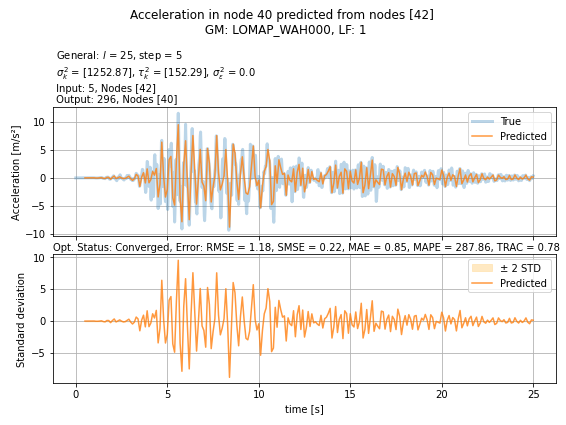 Acceleration in node 40 predicted from nodes [42]
GM: LOMAP_WAH000, LF: 1
General: l = 25, step = 5
σ²ₖ = [1252.87], τ²ₖ = [152.29], σ²ε = 0.0
Input: 5, Nodes [42]
Output: 296, Nodes [40]
Acceleration [m/s²]
10
5
0
−5
−10
True
Predicted
Opt. Status: Converged, Error: RMSE = 1.18, SMSE = 0.22, MAE = 0.85, MAPE = 287.86, TRAC = 0.78
Standard deviation
10
5
0
−5
± 2 STD
Predicted
0 5 10 15 20 25
time [s]